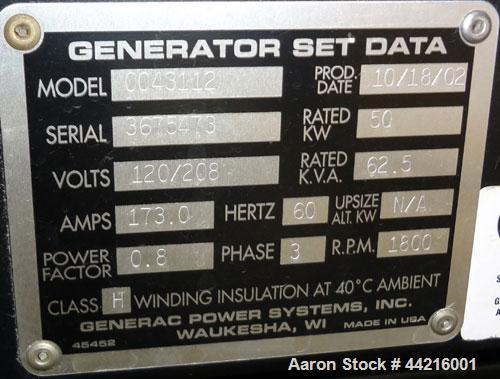 GENERATOR SET DATA
MODEL 0043112 PROD. DATE 10/18/02
SERIAL 3675473 RATED KW 50
VOLTS 120/208 RATED K.V.A. 62.5
AMPS 173.0 HERTZ 60 UPSIZE ALT. KW N/A
POWER FACTOR 0.8 PHASE 3 R.P.M. 1800
CLASS H WINDING INSULATION AT 40°C AMBIENT
GENERAC POWER SYSTEMS, INC.
WAUKESHA, WI MADE IN USA
45452
Aaron Stock # 44216001